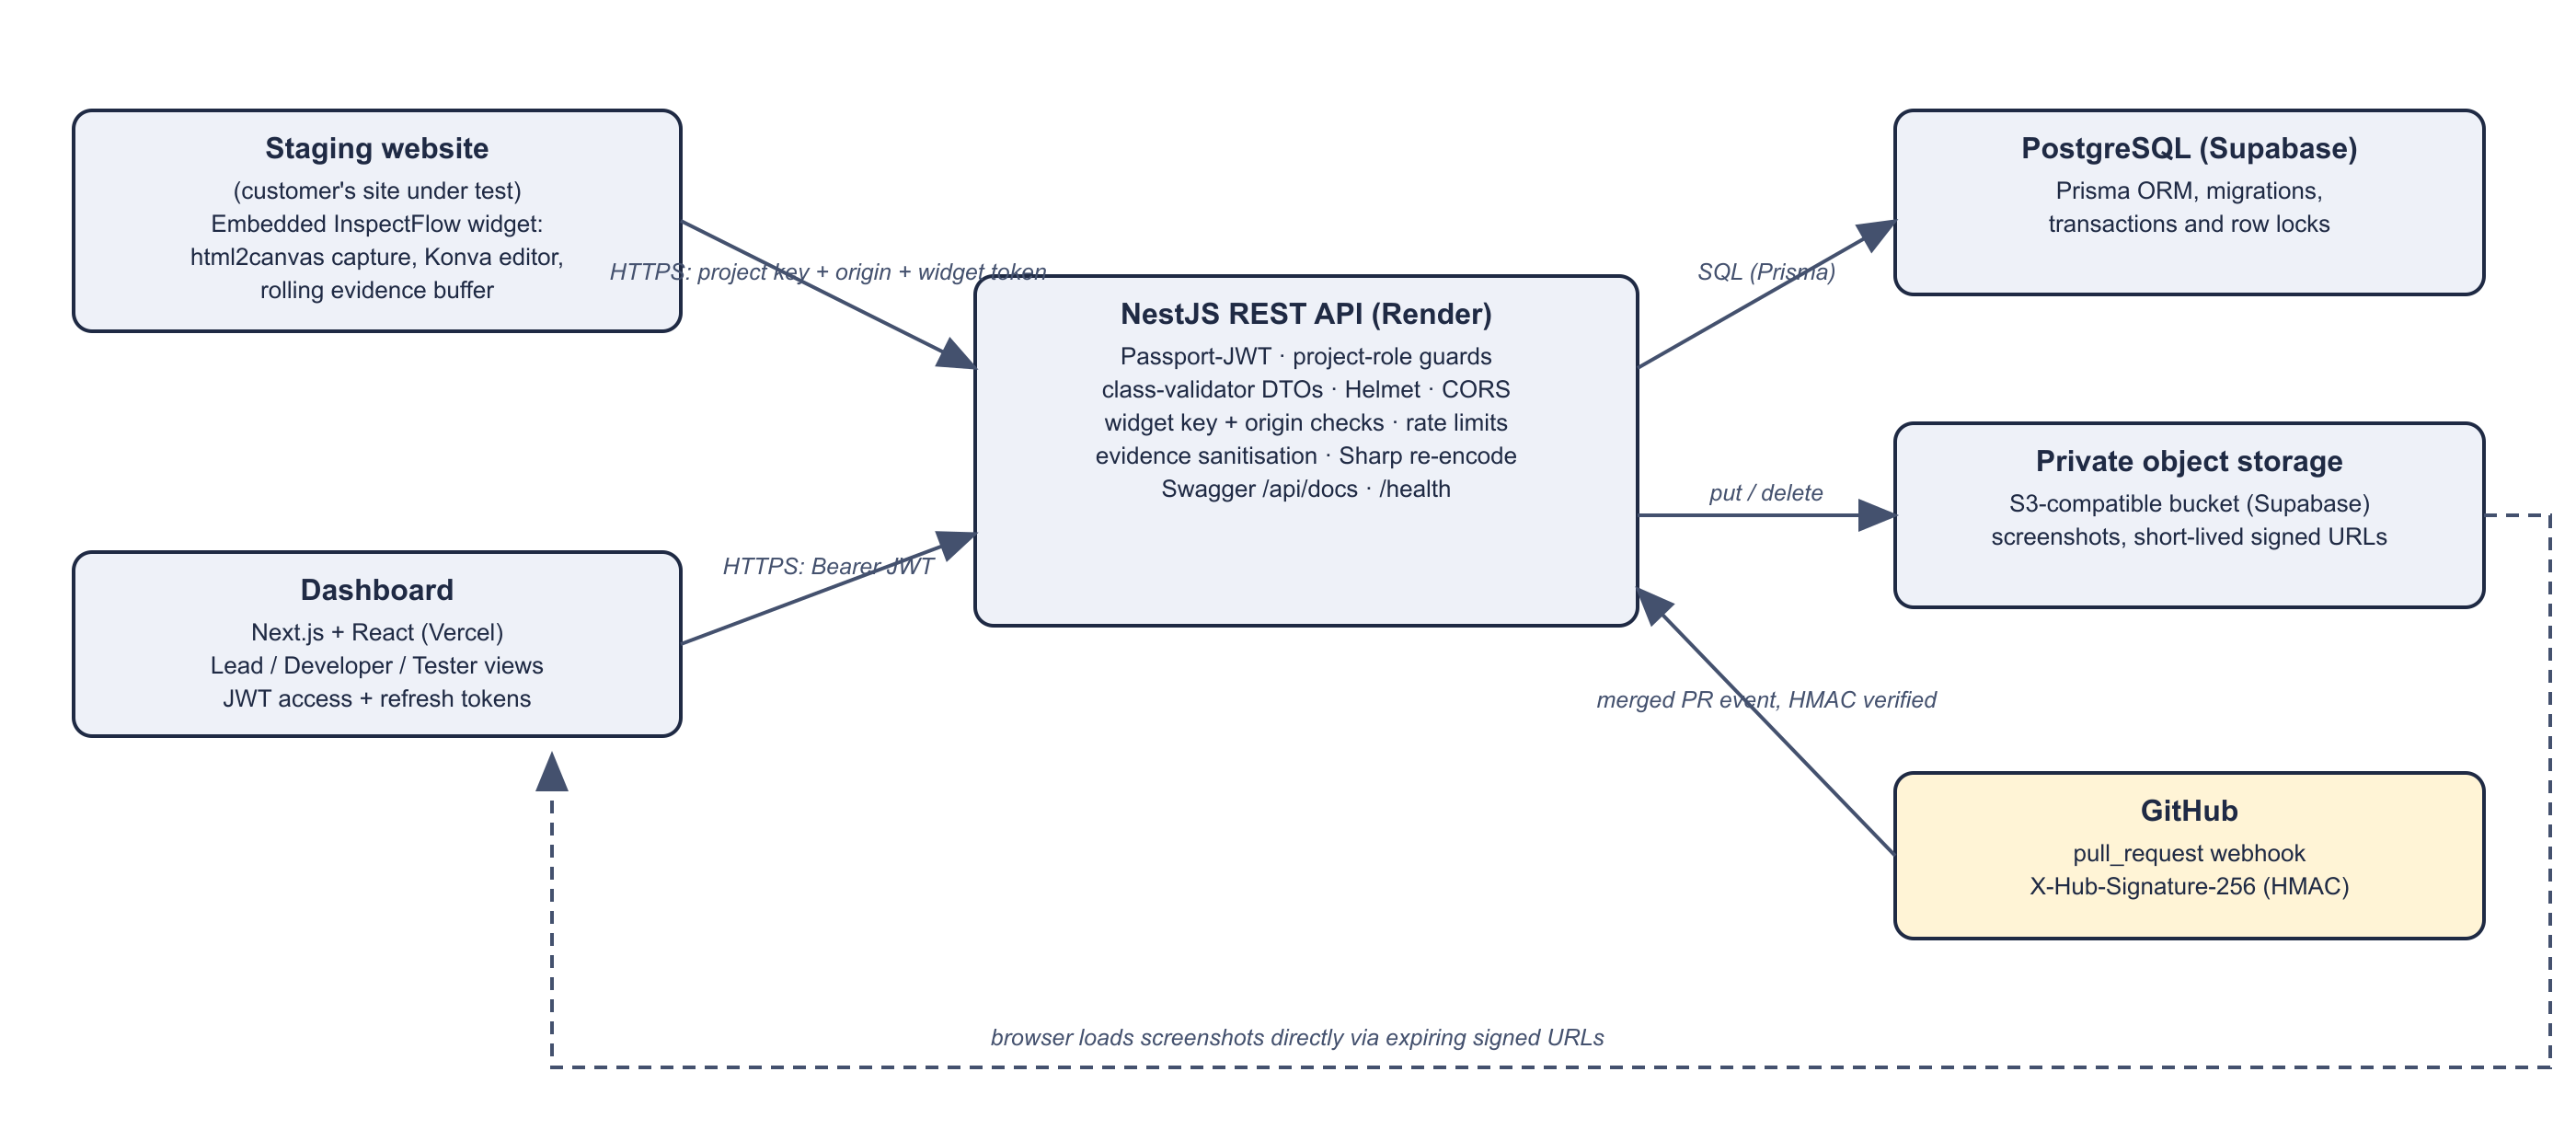 Staging website
(customer's site under test)
Embedded InspectFlow widget:
html2canvas capture, Konva editor,
rolling evidence buffer
HTTPS: project key + origin + widget token
NestJS REST API (Render)
Passport-JWT · project-role guards
class-validator DTOs · Helmet · CORS
widget key + origin checks · rate limits
evidence sanitisation · Sharp re-encode
Swagger /api/docs · /health
SQL (Prisma)
PostgreSQL (Supabase)
Prisma ORM, migrations,
transactions and row locks
put / delete
Private object storage
S3-compatible bucket (Supabase)
screenshots, short-lived signed URLs
Dashboard
Next.js + React (Vercel)
Lead / Developer / Tester views
JWT access + refresh tokens
HTTPS: Bearer JWT
merged PR event, HMAC verified
GitHub
pull_request webhook
X-Hub-Signature-256 (HMAC)
browser loads screenshots directly via expiring signed URLs